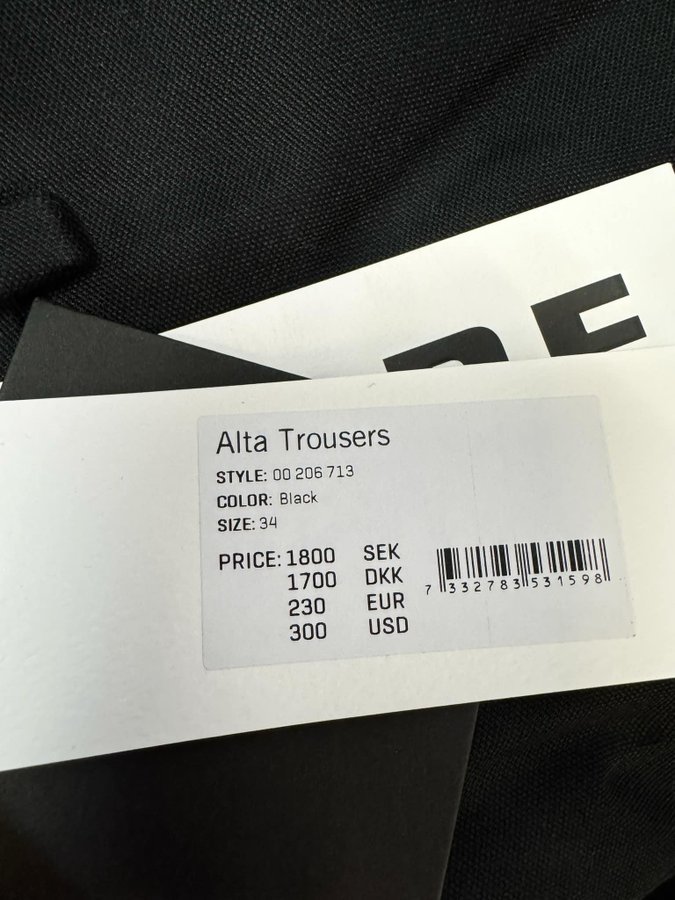 Alta Trousers
STYLE: 00 206 713
COLOR: Black
SIZE: 34
PRICE: 1800 SEK
1700 DKK
230 EUR
300 USD
7 332783 531598